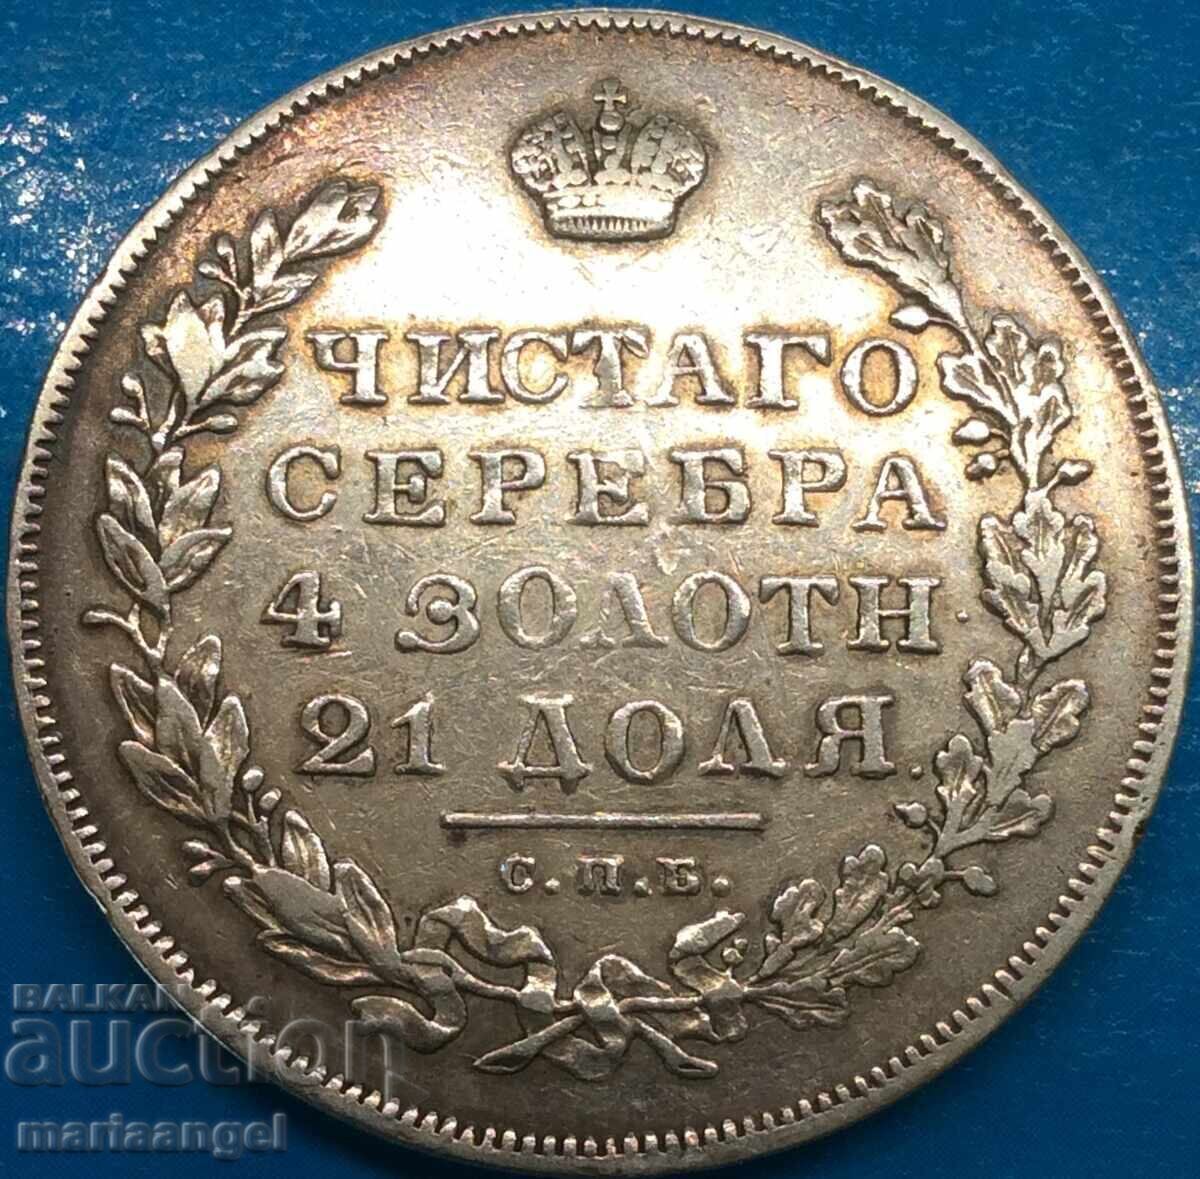 ЧИСТАГО
СЕРЕБРА
4 ЗОЛОТН.
21 ДОЛЯ.
С.П.Б.
BALKAN
auction
mariaangel